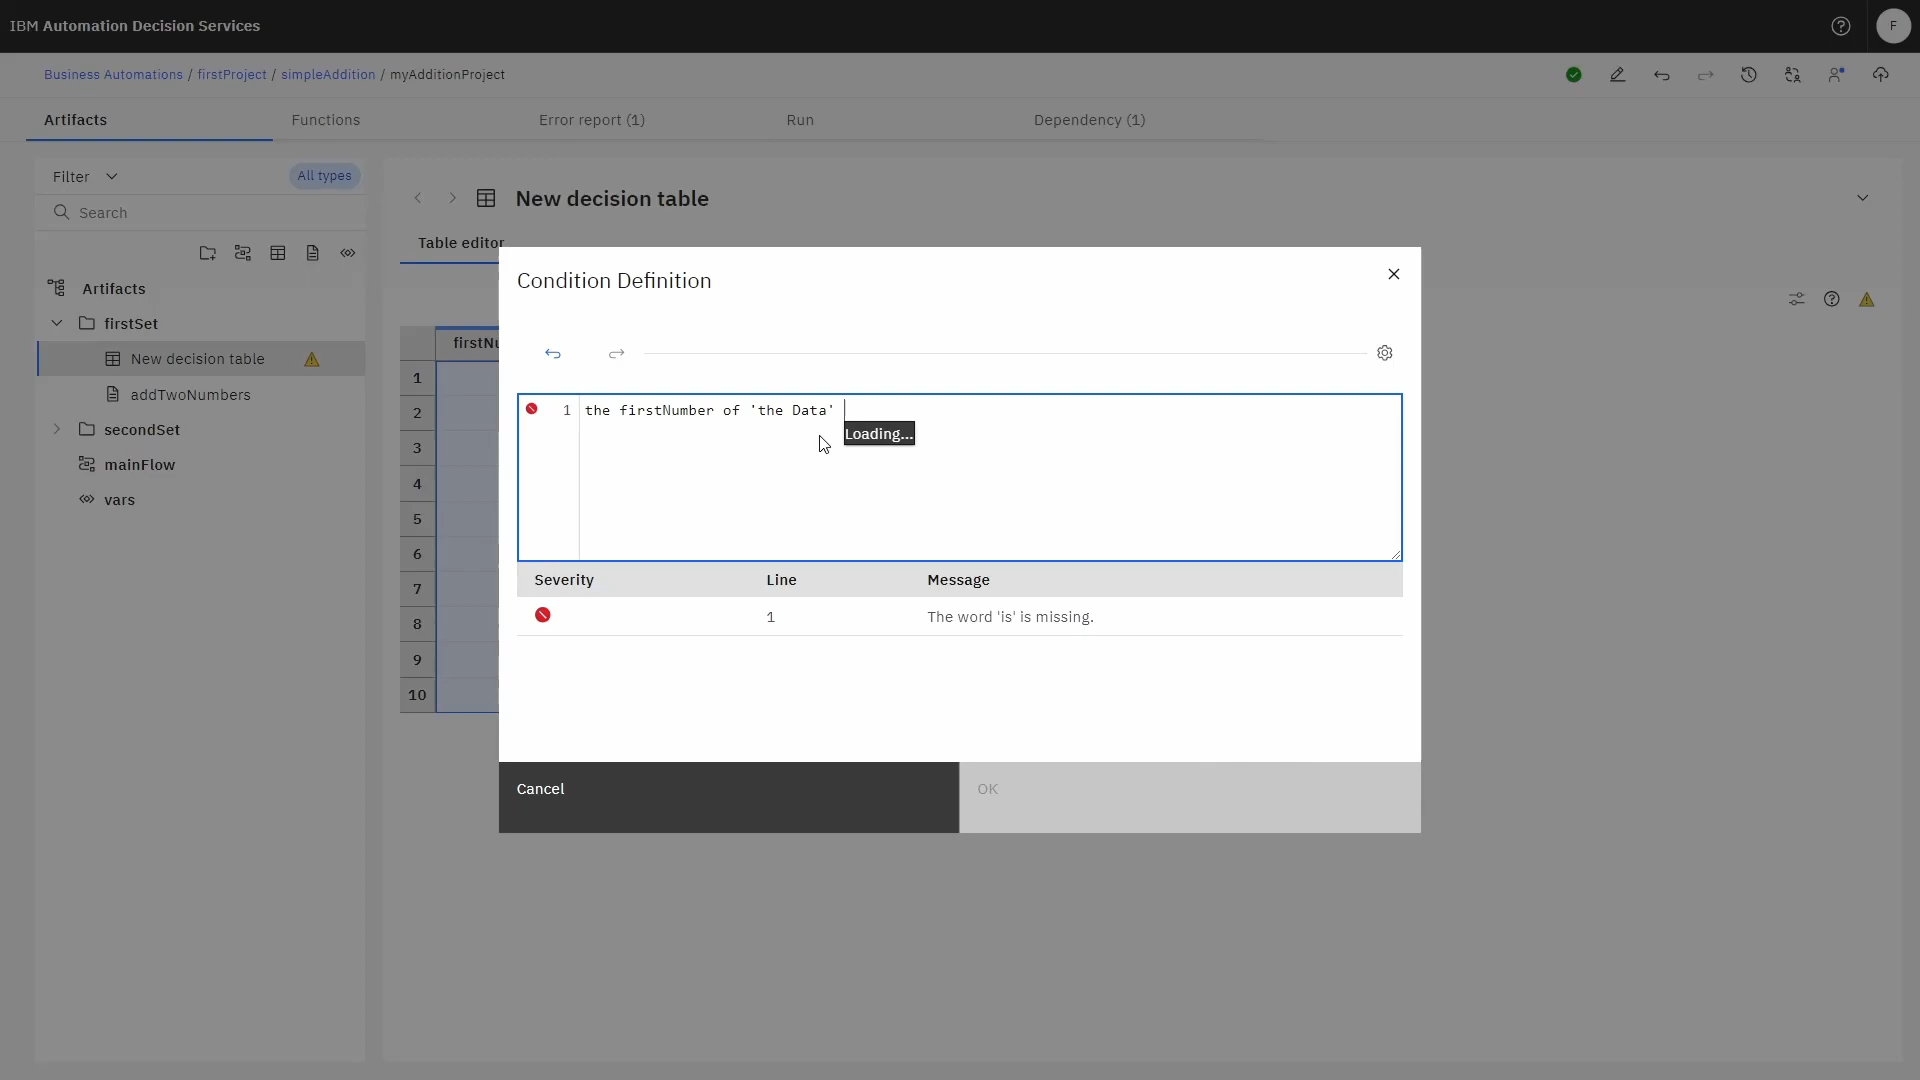 IBM Automation Decision Services
F
Business Automations / firstProject / simpleAddition / myAdditionProject
Artifacts
Functions
Error report (1)
Run
Dependency (1)
Filter
All types
Search
New decision table
Table editor
Artifacts
firstSet
New decision table
addTwoNumbers
secondSet
mainFlow
vars
firstNu
1
2
3
4
5
6
7
8
9
10
Condition Definition
1 the firstNumber of 'the Data'
Loading...
Severity Line Message
1 The word 'is' is missing.
Cancel
OK